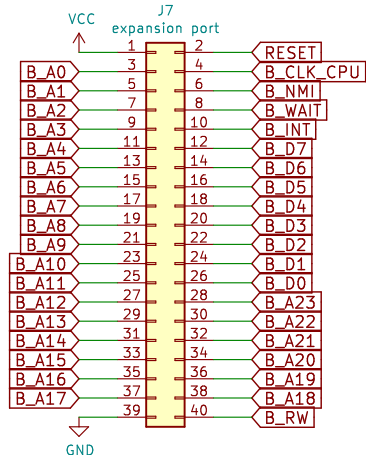 J7
VCC
expansion port
1 2 RESET
B_A0 3 4 B_CLK_CPU
B_A1 5 6 B_NMI
B_A2 7 8 B_WAIT
B_A3 9 10 B_INT
B_A4 11 12 B_D7
B_A5 13 14 B_D6
B_A6 15 16 B_D5
B_A7 17 18 B_D4
B_A8 19 20 B_D3
B_A9 21 22 B_D2
B_A10 23 24 B_D1
B_A11 25 26 B_D0
B_A12 27 28 B_A23
B_A13 29 30 B_A22
B_A14 31 32 B_A21
B_A15 33 34 B_A20
B_A16 35 36 B_A19
B_A17 37 38 B_A18
39 40 B_RW
GND